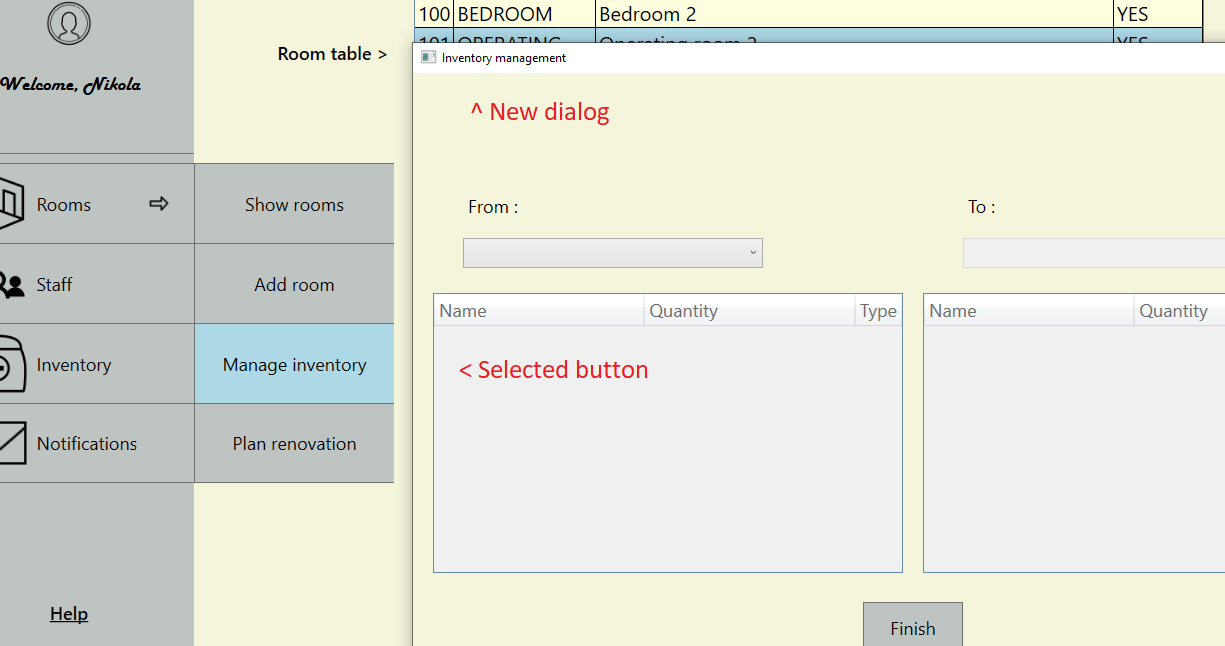 100 BEDROOM Bedroom 2 YES
101 OPERATING Operating room 2 YES
Room table >
Inventory management
Welcome, Nikola
^ New dialog
Rooms
Show rooms
From :
To :
Staff
Add room
Name Quantity Type
Name Quantity
Inventory
Manage inventory
< Selected button
Notifications
Plan renovation
Help
Finish